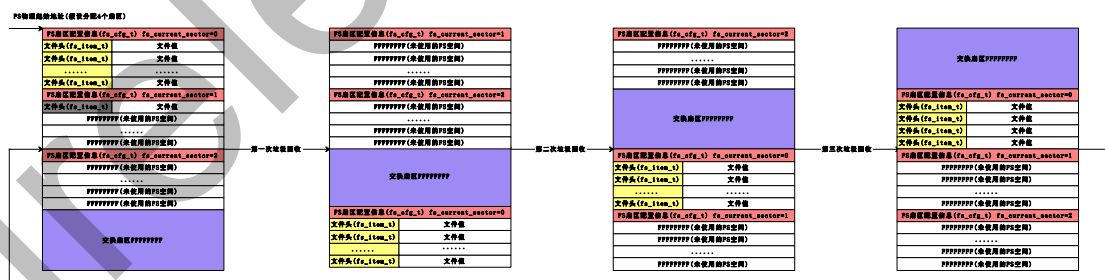 FS物理起始地址(假设分配4个扇区)
FS扇区配置信息(fs_cfg_t) fs_current_sector=0
文件头(fs_item_t) 文件值
文件头(fs_item_t) 文件值
...... ......
文件头(fs_item_t) 文件值
FS扇区配置信息(fs_cfg_t) fs_current_sector=1
文件头(fs_item_t) 文件值
FFFFFFFF(未使用的FS空间)
......
FFFFFFFF(未使用的FS空间)
FS扇区配置信息(fs_cfg_t) fs_current_sector=2
FFFFFFFF(未使用的FS空间)
......
FFFFFFFF(未使用的FS空间)
FFFFFFFF(未使用的FS空间)
交换扇区FFFFFFFF
第一次垃圾回收
FS扇区配置信息(fs_cfg_t) fs_current_sector=1
FFFFFFFF(未使用的FS空间)
FFFFFFFF(未使用的FS空间)
......
FFFFFFFF(未使用的FS空间)
FS扇区配置信息(fs_cfg_t) fs_current_sector=2
FFFFFFFF(未使用的FS空间)
......
FFFFFFFF(未使用的FS空间)
FFFFFFFF(未使用的FS空间)
交换扇区FFFFFFFF
FS扇区配置信息(fs_cfg_t) fs_current_sector=0
文件头(fs_item_t) 文件值
文件头(fs_item_t) 文件值
...... ......
文件头(fs_item_t) 文件值
第二次垃圾回收
FS扇区配置信息(fs_cfg_t) fs_current_sector=2
FFFFFFFF(未使用的FS空间)
......
FFFFFFFF(未使用的FS空间)
FFFFFFFF(未使用的FS空间)
交换扇区FFFFFFFF
FS扇区配置信息(fs_cfg_t) fs_current_sector=0
文件头(fs_item_t) 文件值
文件头(fs_item_t) 文件值
...... ......
文件头(fs_item_t) 文件值
FS扇区配置信息(fs_cfg_t) fs_current_sector=1
FFFFFFFF(未使用的FS空间)
FFFFFFFF(未使用的FS空间)
......
FFFFFFFF(未使用的FS空间)
第三次垃圾回收
交换扇区FFFFFFFF
FS扇区配置信息(fs_cfg_t) fs_current_sector=0
文件头(fs_item_t) 文件值
文件头(fs_item_t) 文件值
文件头(fs_item_t) 文件值
文件头(fs_item_t) 文件值
FS扇区配置信息(fs_cfg_t) fs_current_sector=1
FFFFFFFF(未使用的FS空间)
FFFFFFFF(未使用的FS空间)
......
FFFFFFFF(未使用的FS空间)
FS扇区配置信息(fs_cfg_t) fs_current_sector=2
FFFFFFFF(未使用的FS空间)
......
FFFFFFFF(未使用的FS空间)
FFFFFFFF(未使用的FS空间)